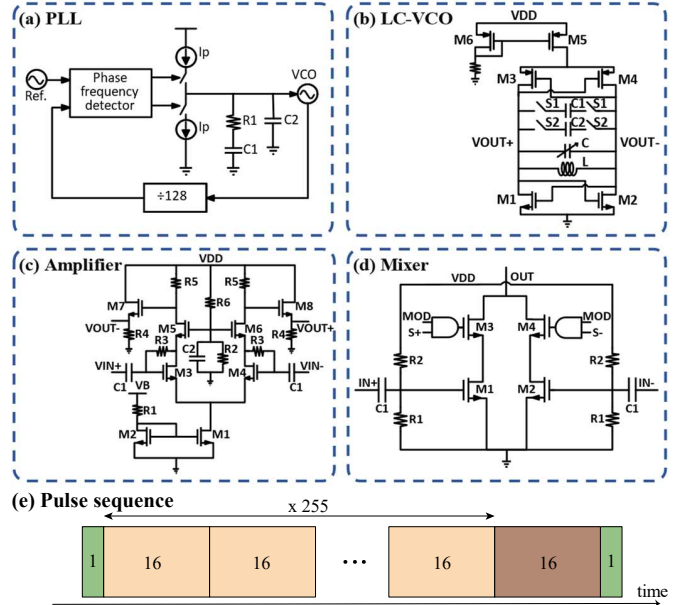 (a) PLL
Ip
VCO
Ref.
Phase
frequency
detector
R1
C2
C1
Ip
÷128
(b) LC-VCO
VDD
M6
M5
M3
M4
S1 C1 S1
S2 C2 S2
VOUT+
VOUT-
C
L
M1
M2
(c) Amplifier
VDD
R5
R5
M7
M8
R6
VOUT-
VOUT+
R4
M5
M6
R4
R3
R3
C2
R2
VIN+
VIN-
C1
M3
M4
C1
VB
R1
M2
M1
(d) Mixer
VDD
OUT
MOD
S+
M3
M4
MOD
S-
R2
R2
IN+
IN-
C1
M1
M2
C1
R1
R1
(e) Pulse sequence
x 255
1 16 16 ••• 16 16 1
time